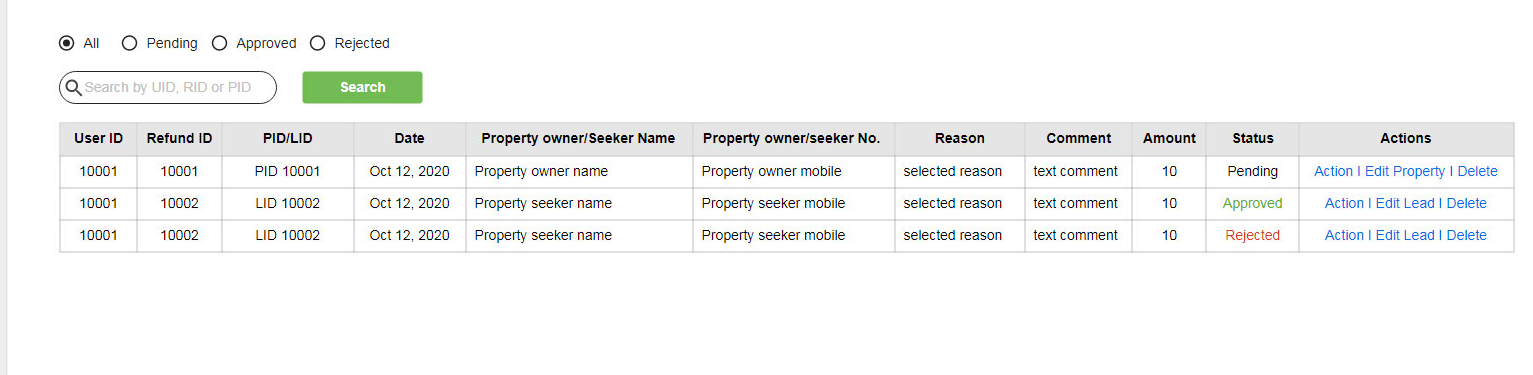 All Pending Approved Rejected
Search by UID, RID or PID Search
User ID Refund ID PID/LID Date Property owner/Seeker Name Property owner/seeker No. Reason Comment Amount Status Actions
10001 10001 PID 10001 Oct 12, 2020 Property owner name Property owner mobile selected reason text comment 10 Pending Action I Edit Property I Delete
10001 10002 LID 10002 Oct 12, 2020 Property seeker name Property seeker mobile selected reason text comment 10 Approved Action I Edit Lead I Delete
10001 10002 LID 10002 Oct 12, 2020 Property seeker name Property seeker mobile selected reason text comment 10 Rejected Action I Edit Lead I Delete